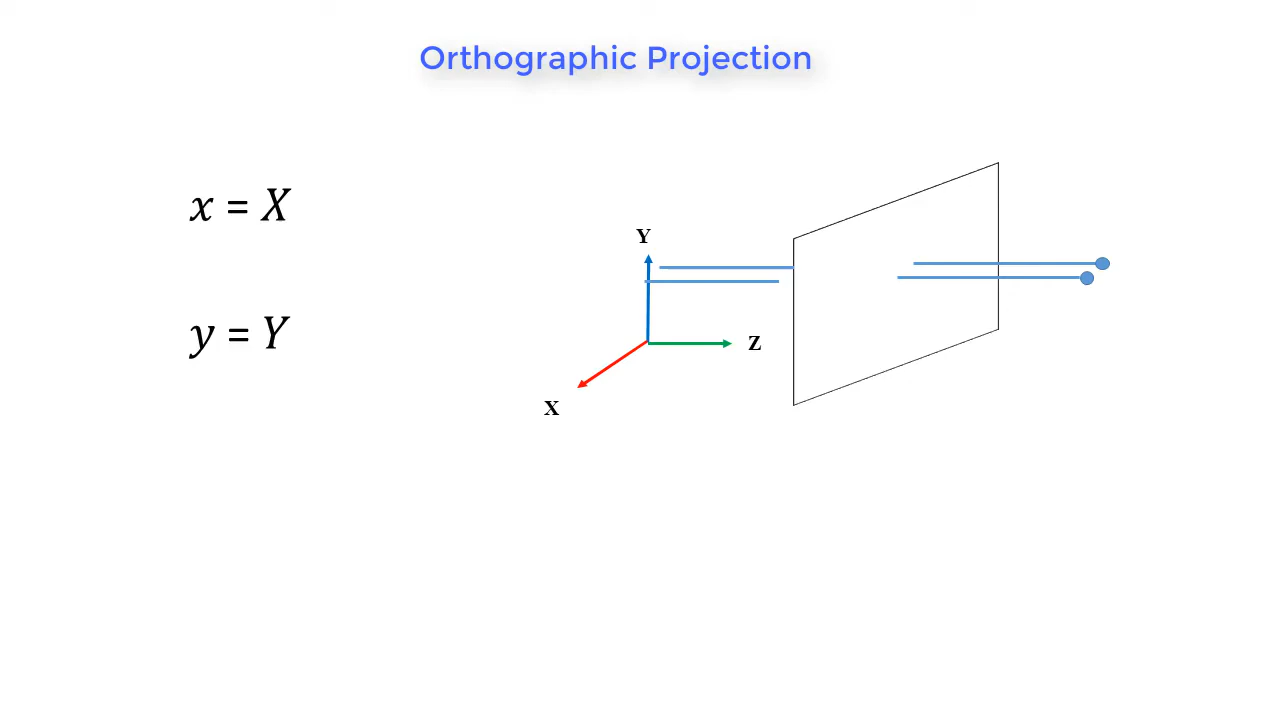 Orthographic Projection
x = X
y = Y
Y
Z
X